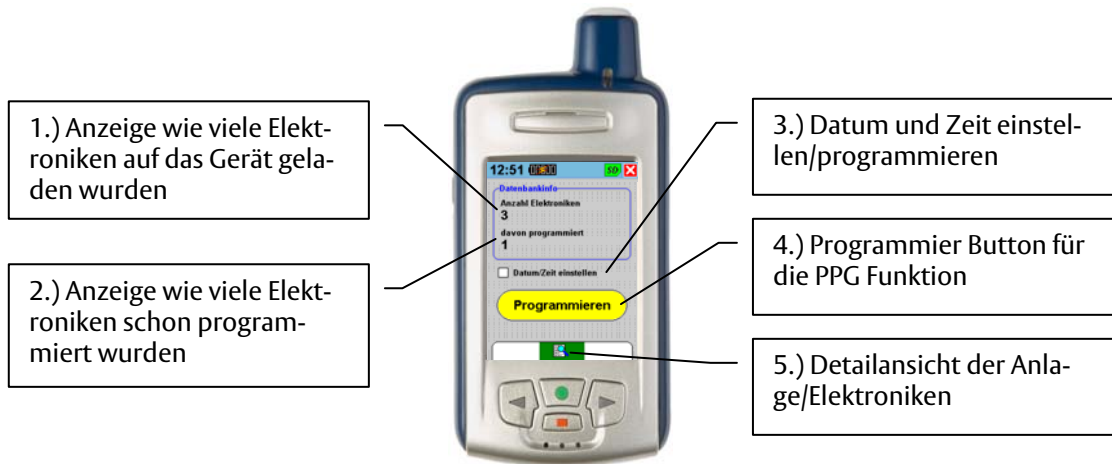 1.) Anzeige wie viele Elekt-
roniken auf das Gerät gela-
den wurden
2.) Anzeige wie viele Elekt-
roniken schon program-
miert wurden
12:51
SD
Datenbankinfo
Anzahl Elektroniken
3
davon programmiert
1
Datum/Zeit einstellen
Programmieren
3.) Datum und Zeit einstel-
len/programmieren
4.) Programmier Button für
die PPG Funktion
5.) Detailansicht der Anla-
ge/Elektroniken